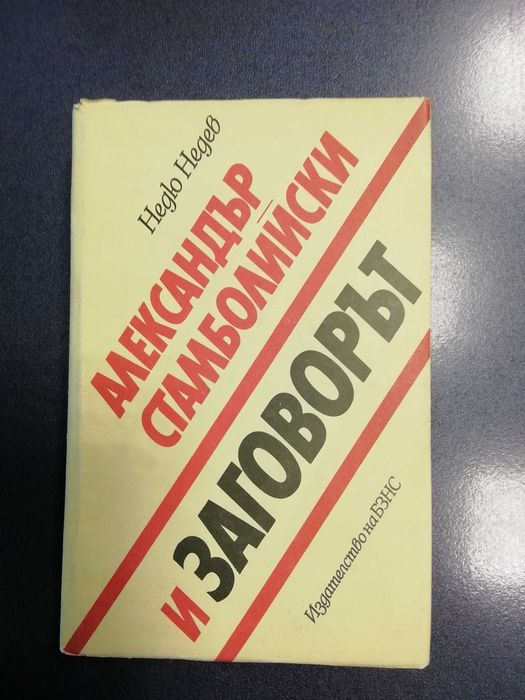 Недю Недев
АЛЕКСАНДЪР
СТАМБОЛИЙСКИ
И ЗАГОВОРЪТ
Издателство на БЗНС